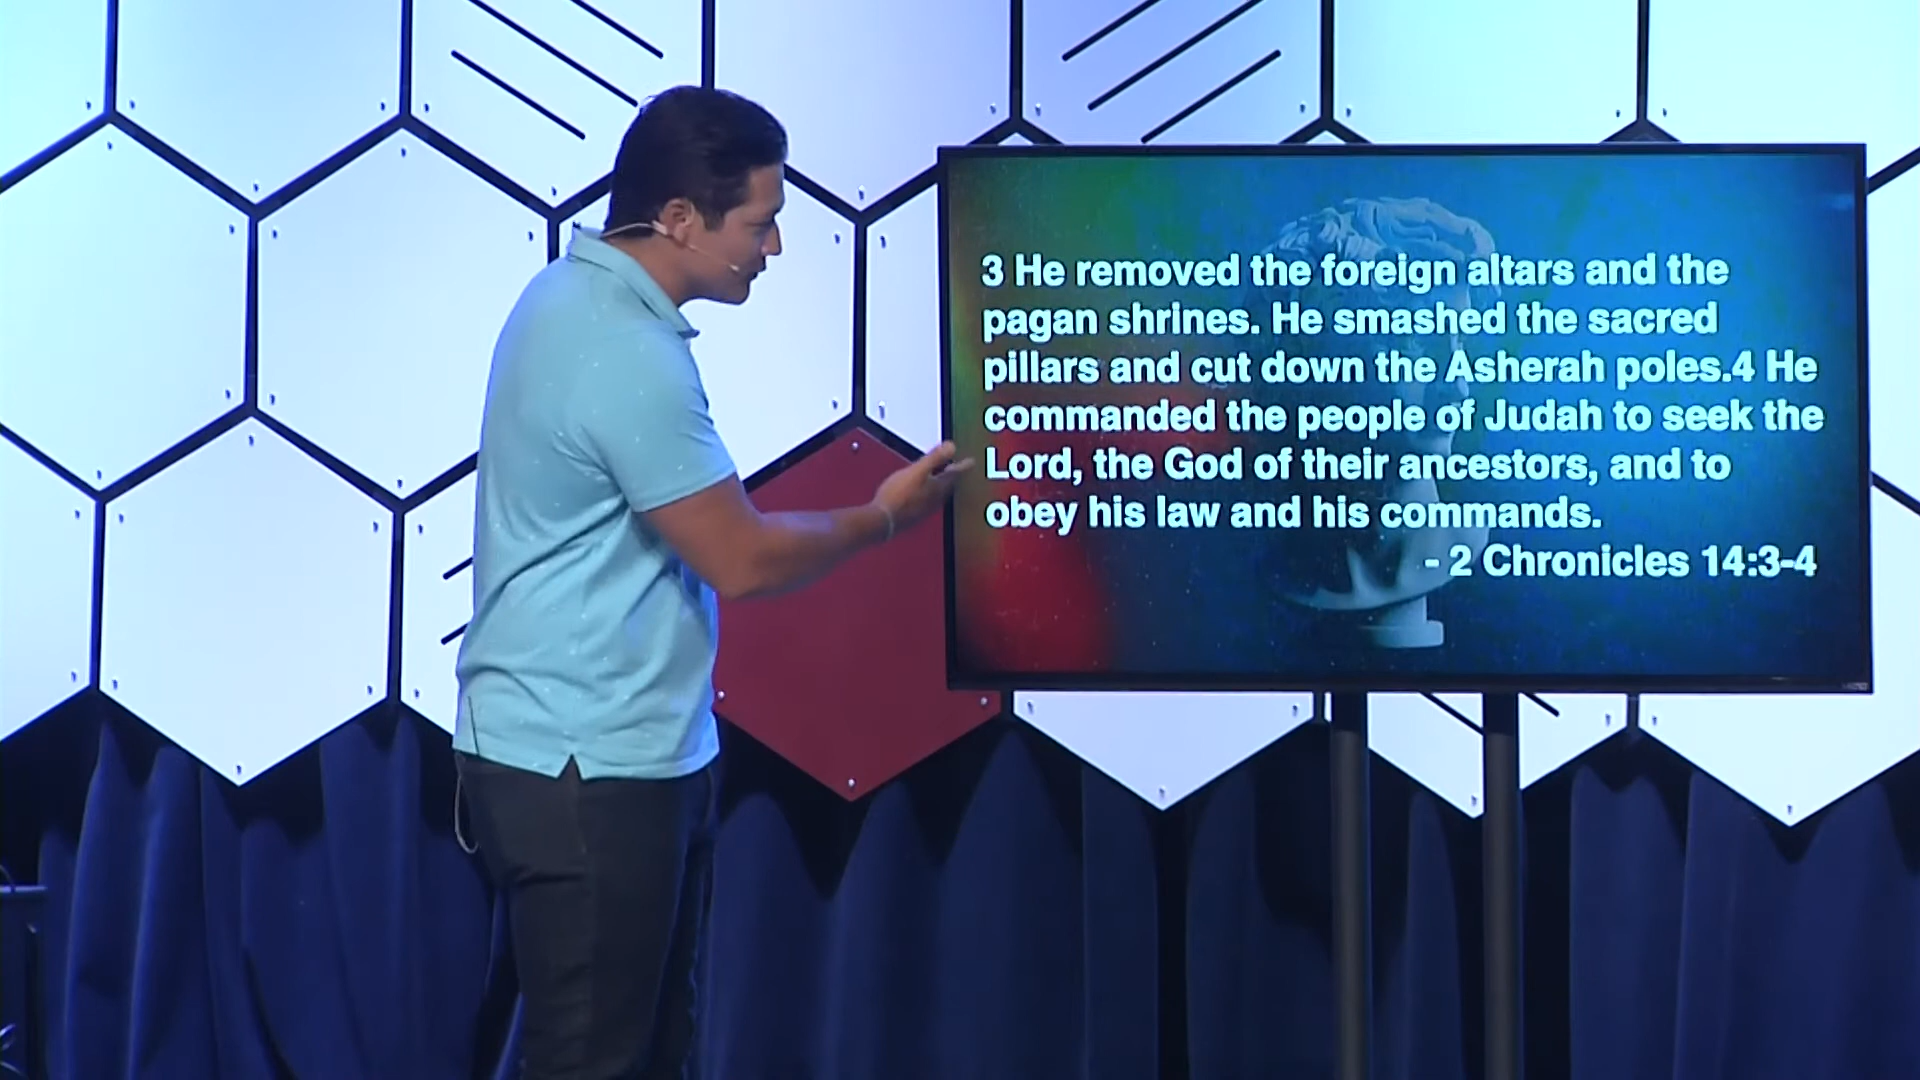 3 He removed the foreign altars and the
pagan shrines. He smashed the sacred
pillars and cut down the Asherah poles.4 He
commanded the people of Judah to seek the
Lord, the God of their ancestors, and to
obey his law and his commands.
- 2 Chronicles 14:3-4